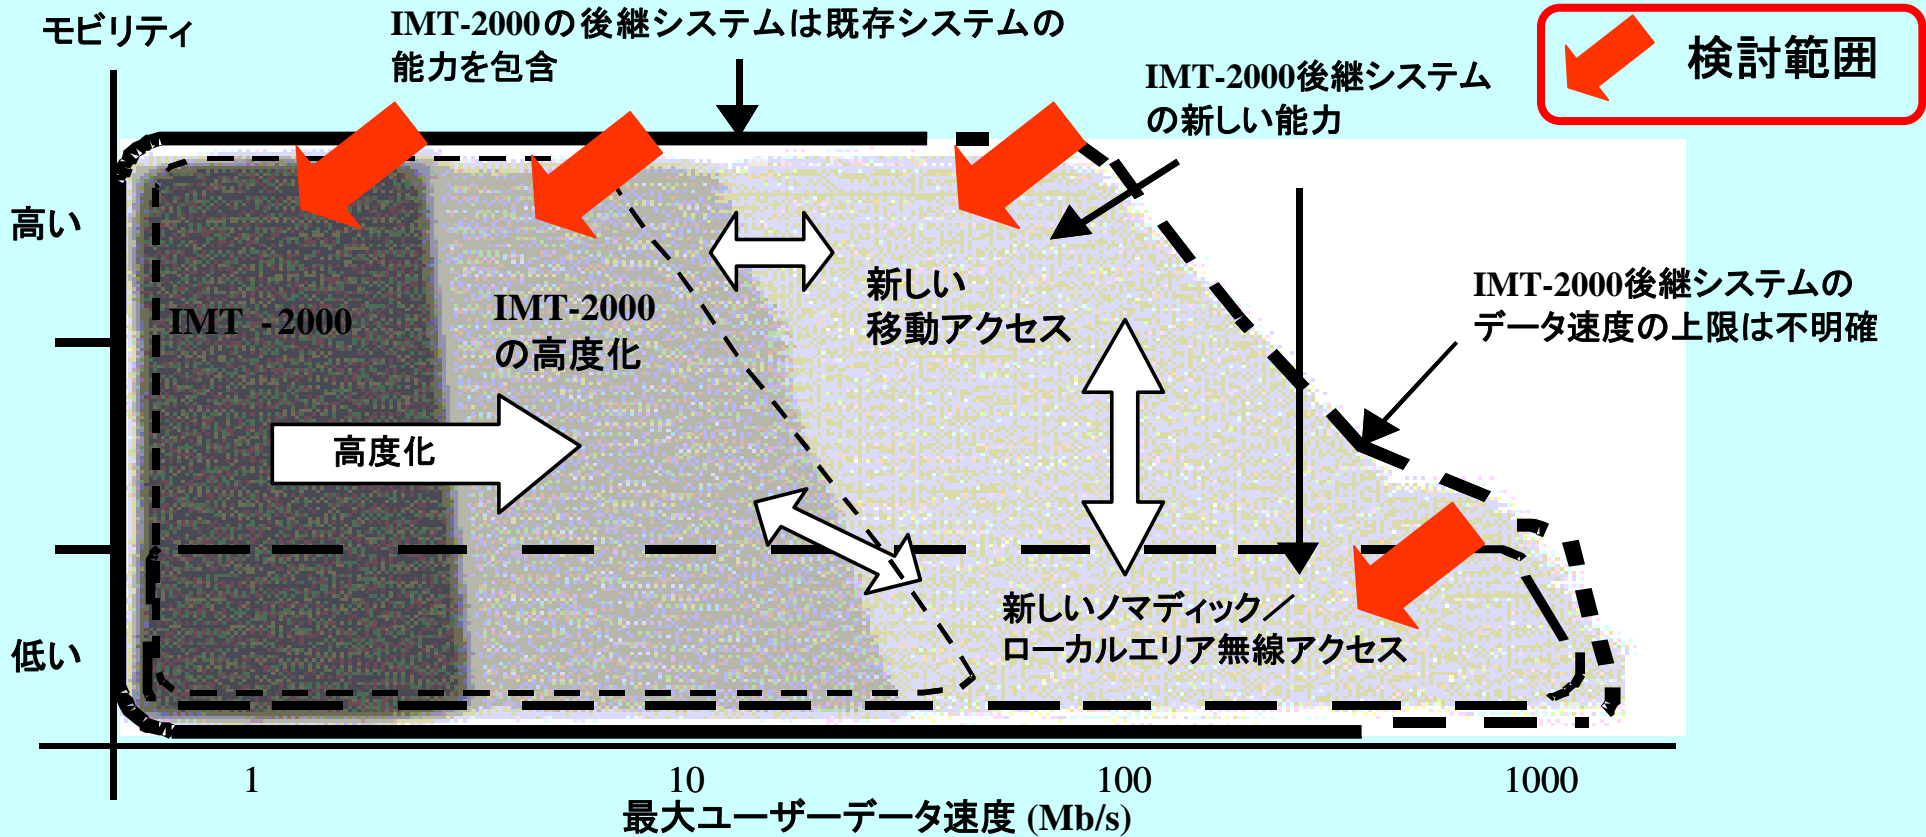 モビリティ
IMT-2000の後継システムは既存システムの
能力を包含
IMT-2000後継システム
の新しい能力
検討範囲
高い
IMT -2000
IMT-2000
の高度化
新しい
移動アクセス
IMT-2000後継システムの
データ速度の上限は不明確
高度化
低い
新しいノマディック／
ローカルエリア無線アクセス
1
10
100
1000
最大ユーザーデータ速度 (Mb/s)